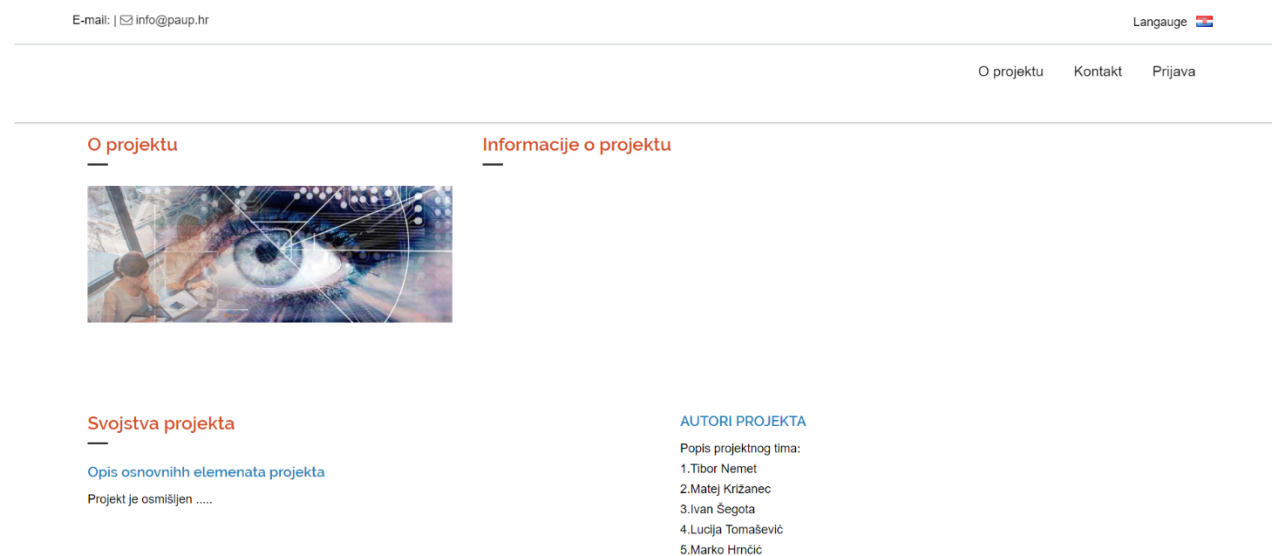 E-mail: | info@paup.hr
Langauge
O projektu Kontakt Prijava
O projektu
Informacije o projektu
Svojstva projekta
Opis osnovnihh elemenata projekta
Projekt je osmišljen .....
AUTORI PROJEKTA
Popis projektnog tima:
1.Tibor Nemet
2.Matej Križanec
3.Ivan Šegota
4.Lucija Tomašević
5.Marko Hrnčić